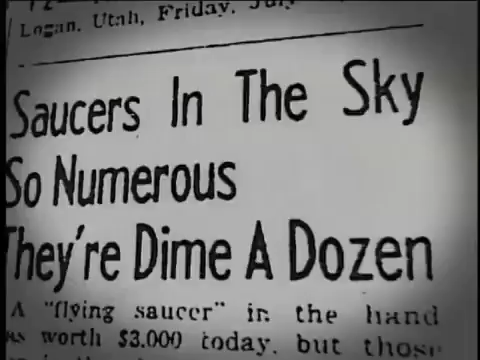 Logan, Utah, Friday,
Saucers In The Sky
So Numerous
They're Dime A Dozen
A "flying saucer" in the hand
worth $3,000 today, but those